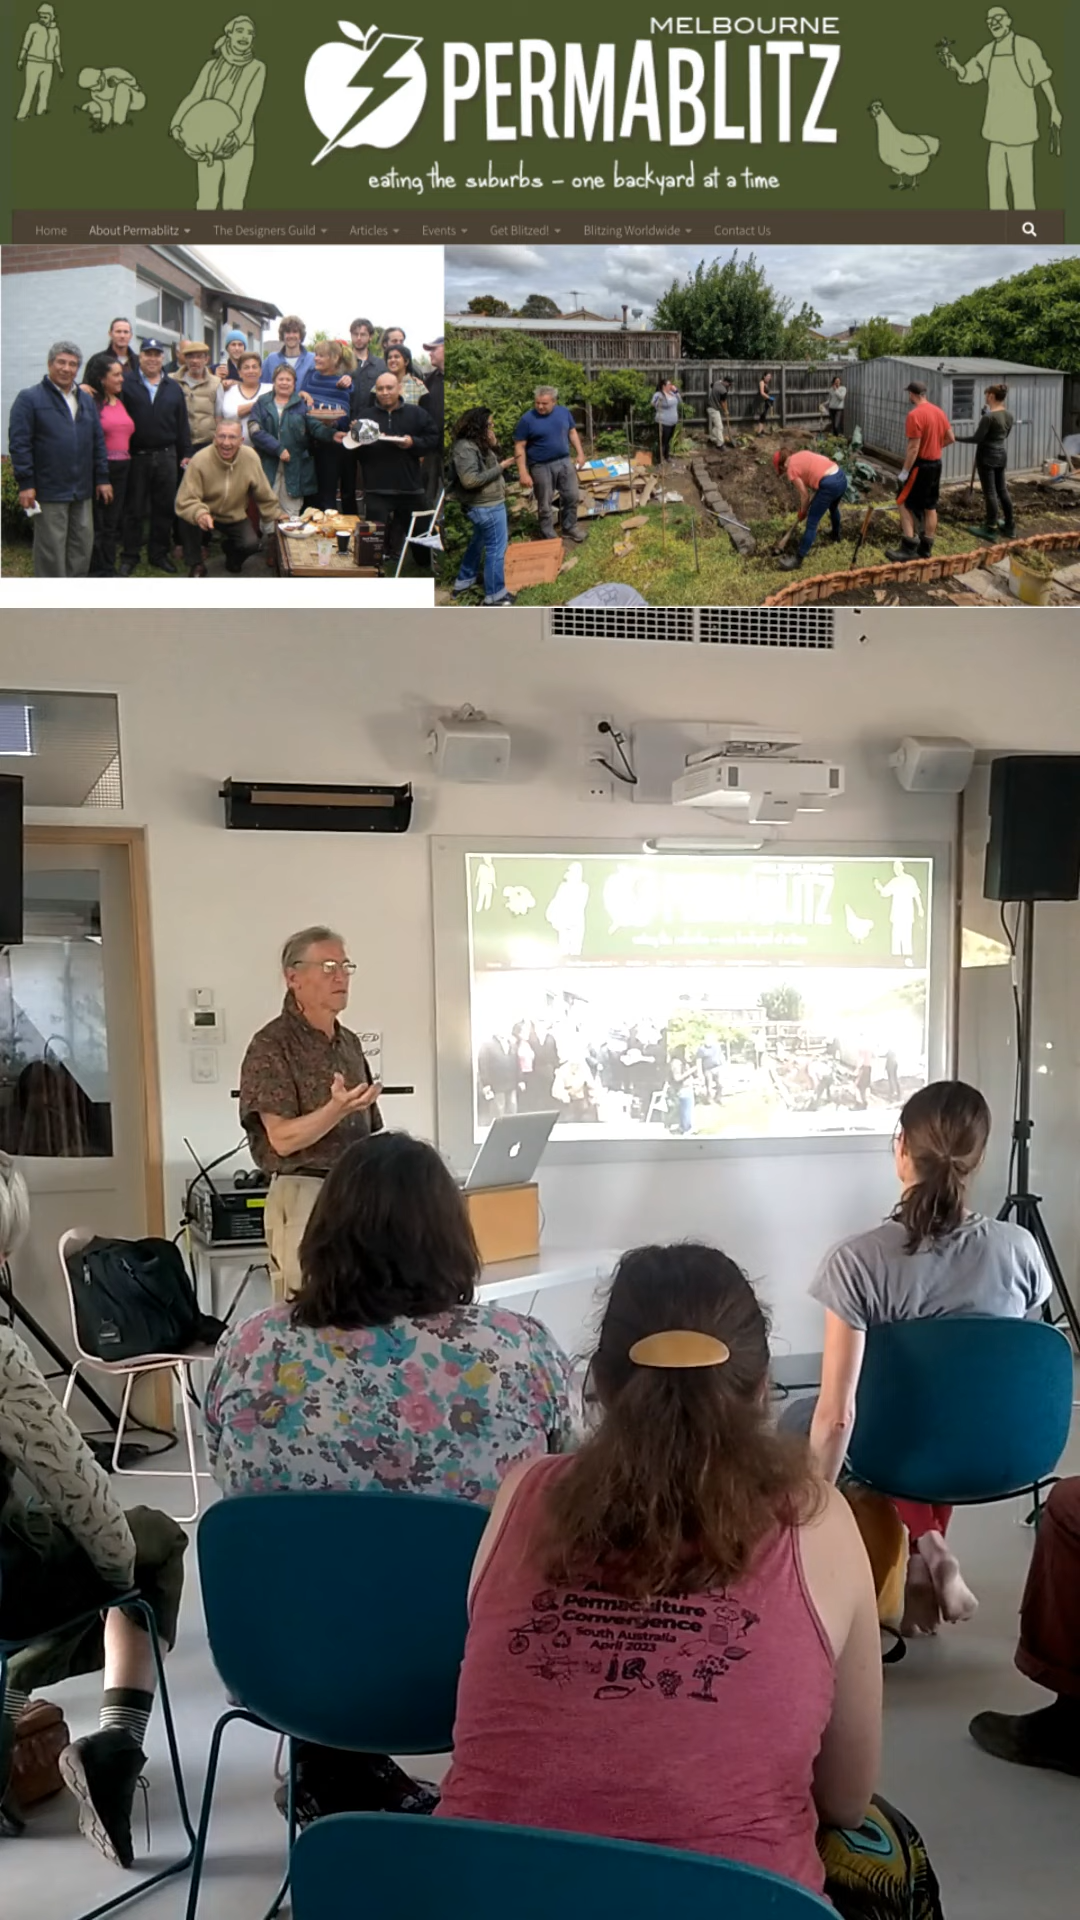 MELBOURNE
PERMABLITZ
eating the suburbs – one backyard at a time
Home About Permablitz The Designers Guild Articles Events Get Blitzed! Blitzing Worldwide Contact Us
Permaculture
Convergence
South Australia
April 2023